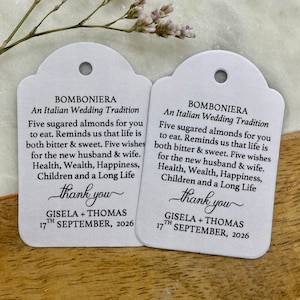 BOMBONIERA
An Italian Wedding Tradition
Five sugared almonds for you
to eat. Reminds us that life is
both bitter & sweet. Five wishes
for the new husband & wife.
Health, Wealth, Happiness,
Children and a Long Life
thank you
GISELA + THOMAS
17TH SEPTEMBER, 2026
BOMBONIERA
An Italian Wedding Tradition
Five sugared almonds for you
to eat. Reminds us that life is
both bitter & sweet. Five wishes
for the new husband & wife.
Health, Wealth, Happiness,
Children and a Long Life
thank you
GISELA + THOMAS
17TH SEPTEMBER, 2026